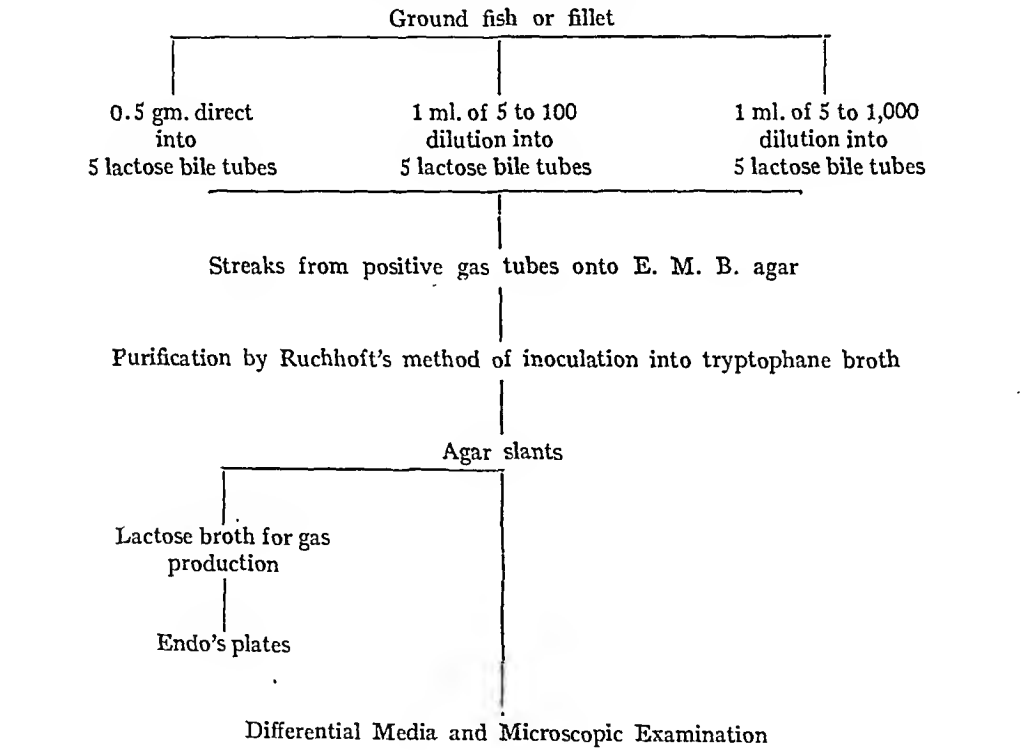 Ground fish or fillet
0.5 gm. direct
into
5 lactose bile tubes
1 ml. of 5 to 100
dilution into
5 lactose bile tubes
1 ml. of 5 to 1,000
dilution into
5 lactose bile tubes
Streaks from positive gas tubes onto E. M. B. agar
Purification by Ruchhoft's method of inoculation into tryptophane broth
Agar slants
Lactose broth for gas
production
Endo's plates
Differential Media and Microscopic Examination